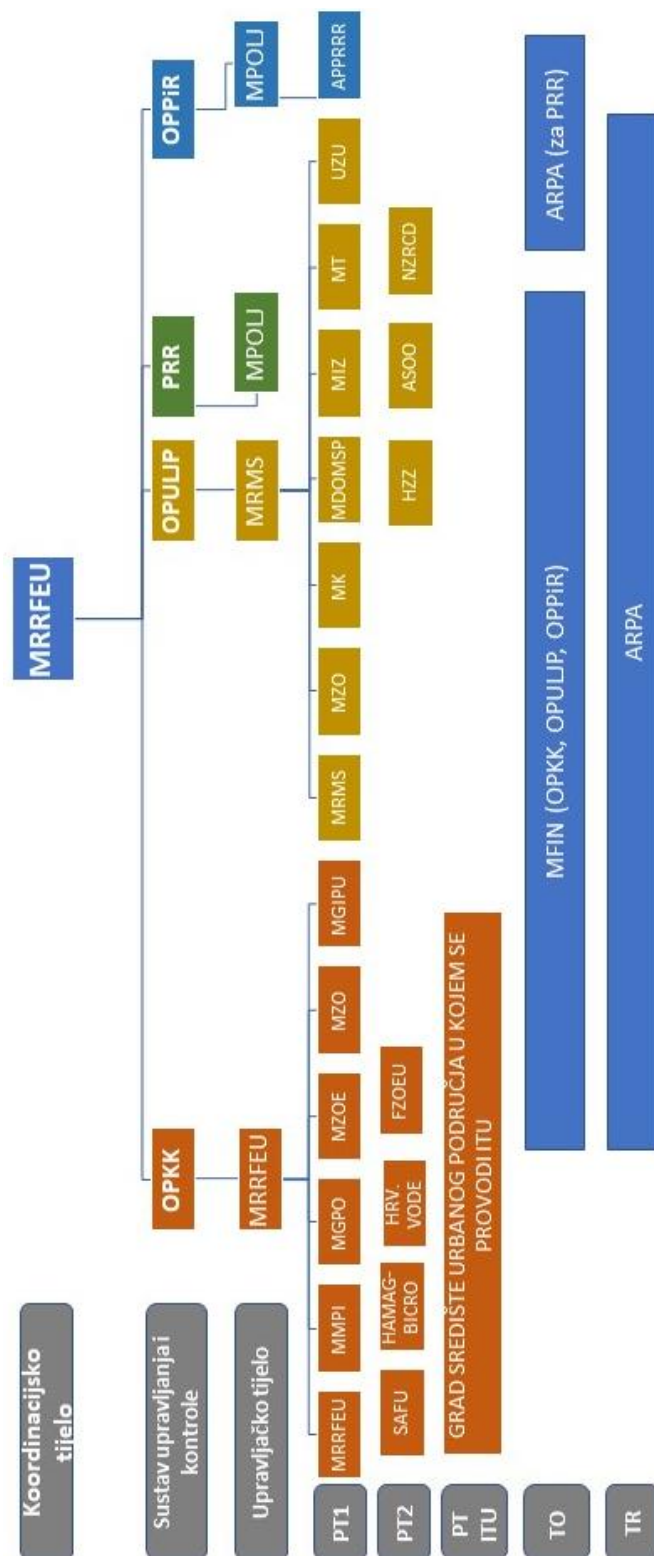 Koordinacijsko
tijelo
MRRFEU
Sustav upravljanja i
kontrole
OPKK
OPULJP
PRR
OPPiR
Upravljačko tijelo
MRRFEU
MRMS
MPOLJ
MPOLJ
PT1
MRRFEU
MMPI
MGPO
MZOE
MZO
MGIPU
MRMS
MZO
MK
MDOMSP
MIZ
MT
UZU
APPRRR
PT2
SAFU
HAMAG-
BICRO
HRV.
VODE
FZOEU
HZZ
ASOO
NZRCD
PT
ITU
GRAD SREDIŠTE URBANOG PODRUČJA U KOJEM SE
PROVODI ITU
TO
MFIN (OPKK, OPULJP, OPPiR)
ARPA (za PRR)
TR
ARPA